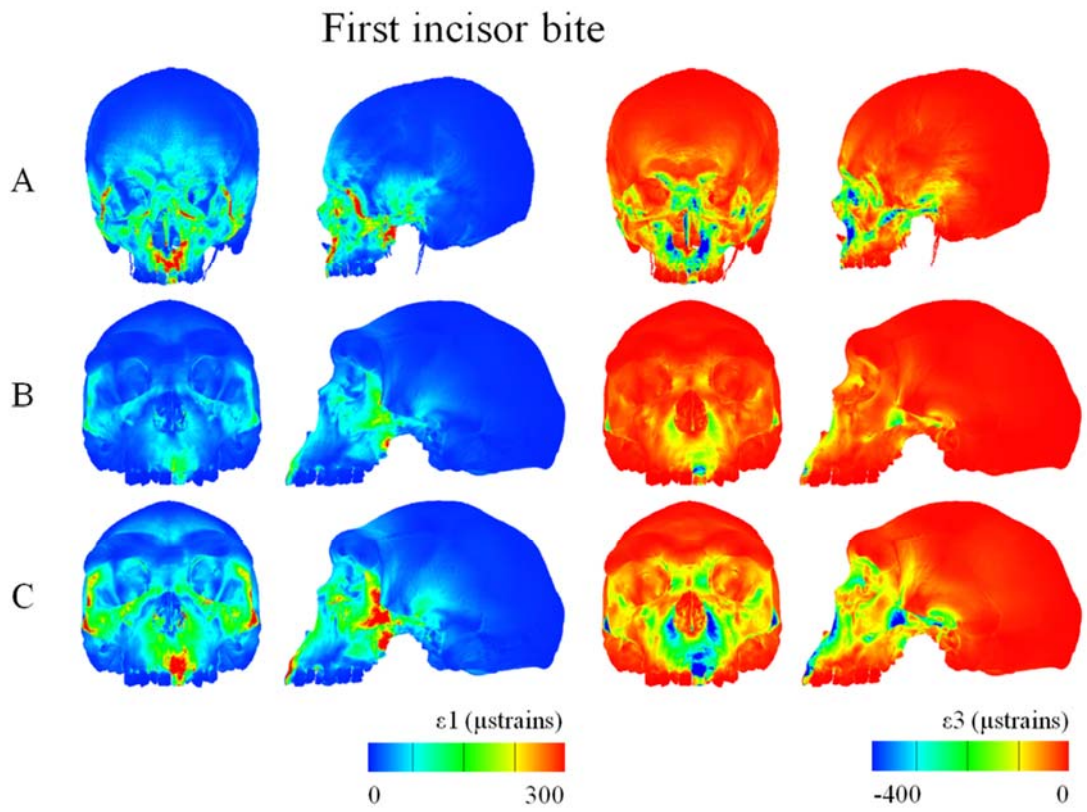 First incisor bite
A
B
C
ε1 (μstrains)
0 300
ε3 (μstrains)
-400 0